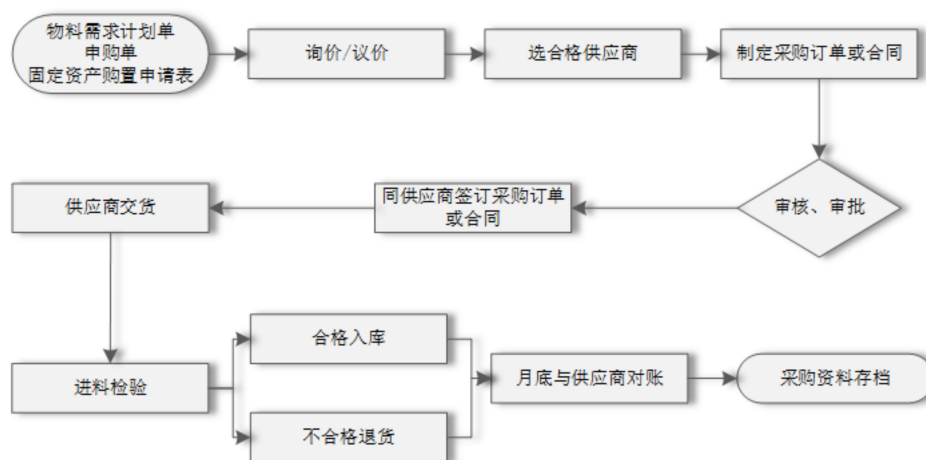 物料需求计划单
申购单
固定资产购置申请表
询价/议价
选合格供应商
制定采购订单或合同
审核、审批
同供应商签订采购订单
或合同
供应商交货
进料检验
合格入库
不合格退货
月底与供应商对账
采购资料存档